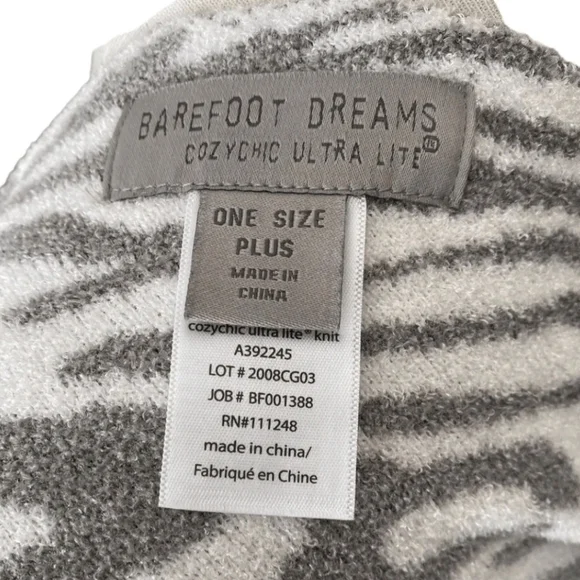 BAREFOOT DREAMS
COZYCHIC ULTRA LITE®
ONE SIZE
PLUS
MADE IN
CHINA
cozychic ultra lite® knit
A392245
LOT # 2008CG03
JOB # BF001388
RN#111248
made in china/
Fabriqué en Chine